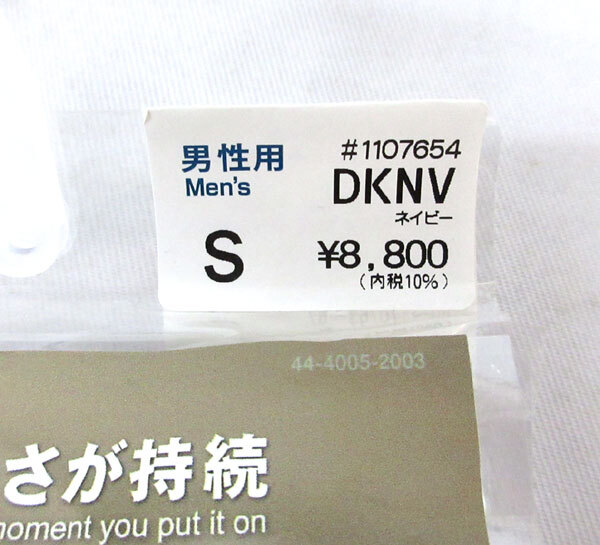 男性用
Men's
S
#1107654
DKNV
ネイビー
¥8,800
(内税10%)
44-4005-2003
さが持続
moment you put it on